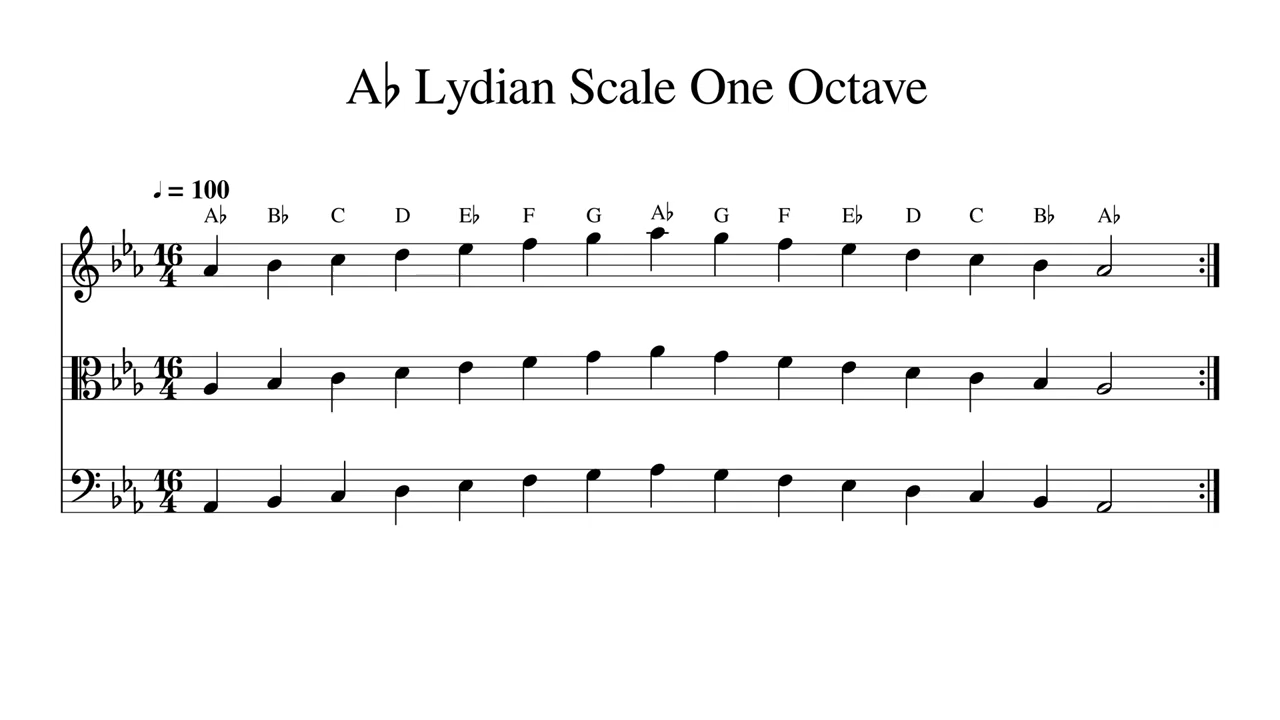 A♭ Lydian Scale One Octave
♩ = 100
A♭ B♭ C D E♭ F G A♭ G F E♭ D C B♭ A♭
16
4
16
4
16
4